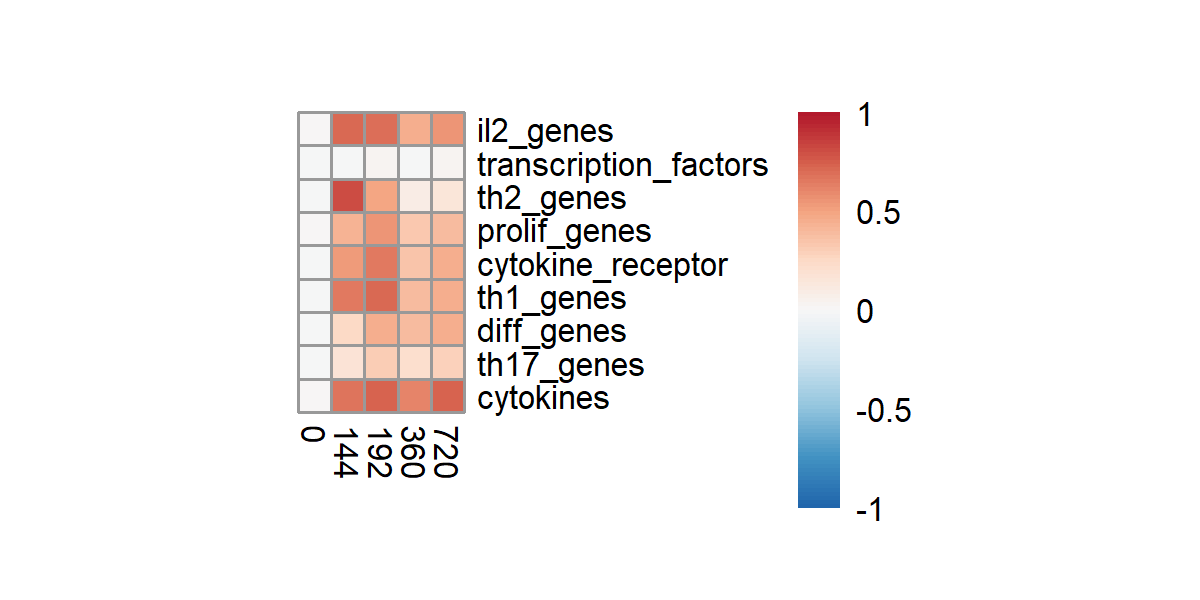 il2_genes
transcription_factors
th2_genes
prolif_genes
cytokine_receptor
th1_genes
diff_genes
th17_genes
cytokines
0
144
192
360
720
1
0.5
0
-0.5
-1